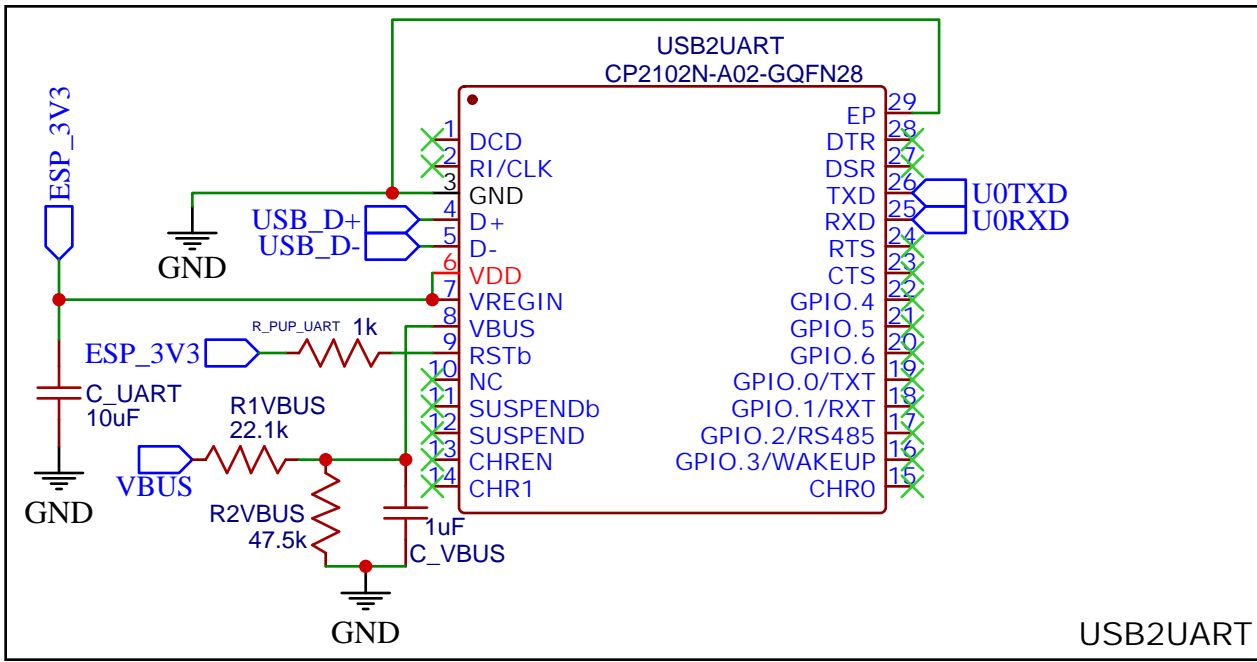 USB2UART
CP2102N-A02-GQFN28
ESP_3V3
GND
USB_D+
USB_D-
GND
1 DCD
2 RI/CLK
3 GND
4 D+
5 D-
6 VDD
7 VREGIN
8 VBUS
9 RSTb
10 NC
11 SUSPENDb
12 SUSPEND
13 CHREN
14 CHR1
EP 29
DTR 28
DSR 27
TXD 26
RXD 25
RTS 24
CTS 23
GPIO.4 22
GPIO.5 21
GPIO.6 20
GPIO.0/TXT 19
GPIO.1/RXT 18
GPIO.2/RS485 17
GPIO.3/WAKEUP 16
CHR0 15
U0TXD
U0RXD
R_PUP_UART 1k
ESP_3V3
C_UART
10uF
GND
R1VBUS
22.1k
VBUS
R2VBUS
47.5k
1uF
C_VBUS
GND
USB2UART